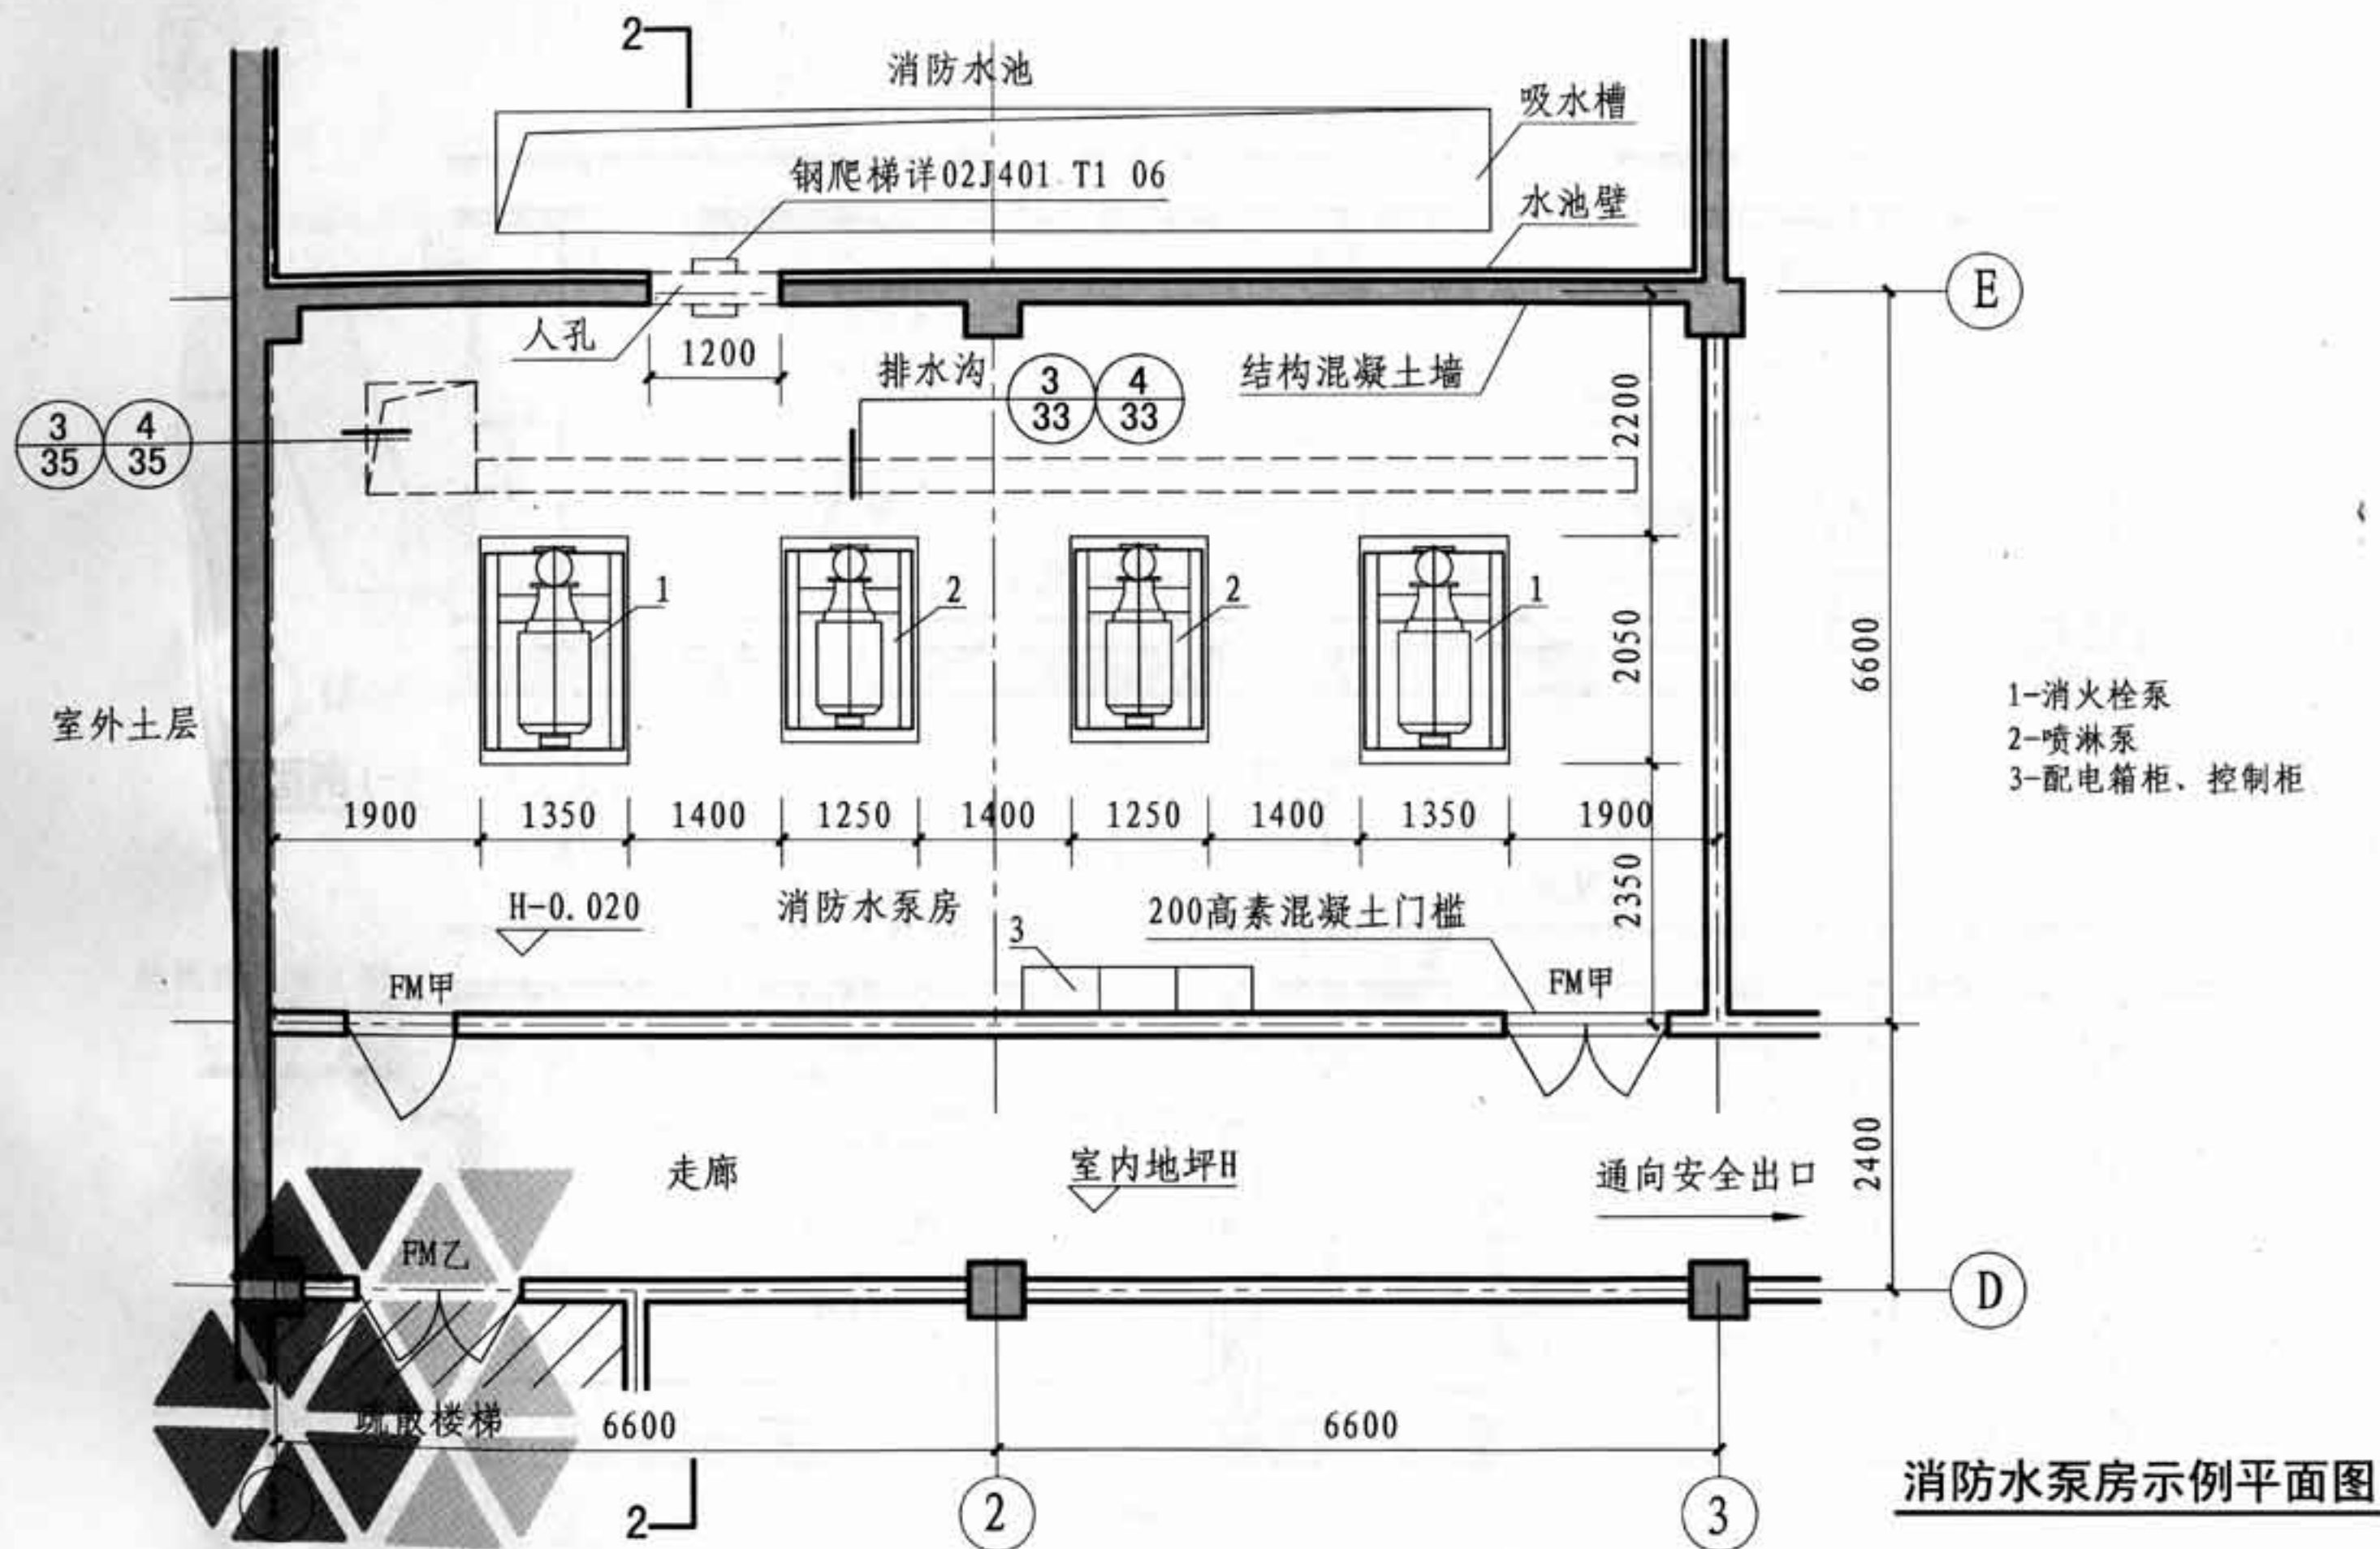 2
消防水池
吸水槽
钢爬梯详02J401 T1 06
水池壁
E
人孔
1200
排水沟
3
33
4
33
结构混凝土墙
2200
3
35
4
35
1
2
2
1
2050
6600
室外土层
1-消火栓泵
2-喷淋泵
3-配电箱柜、控制柜
1900
1350
1400
1250
1400
1250
1400
1350
1900
2350
H-0.020
消防水泵房
3
200高素混凝土门槛
FM甲
FM甲
走廊
室内地坪H
通向安全出口
2400
FM乙
D
疏散楼梯
6600
6600
2
2
3
消防水泵房示例平面图